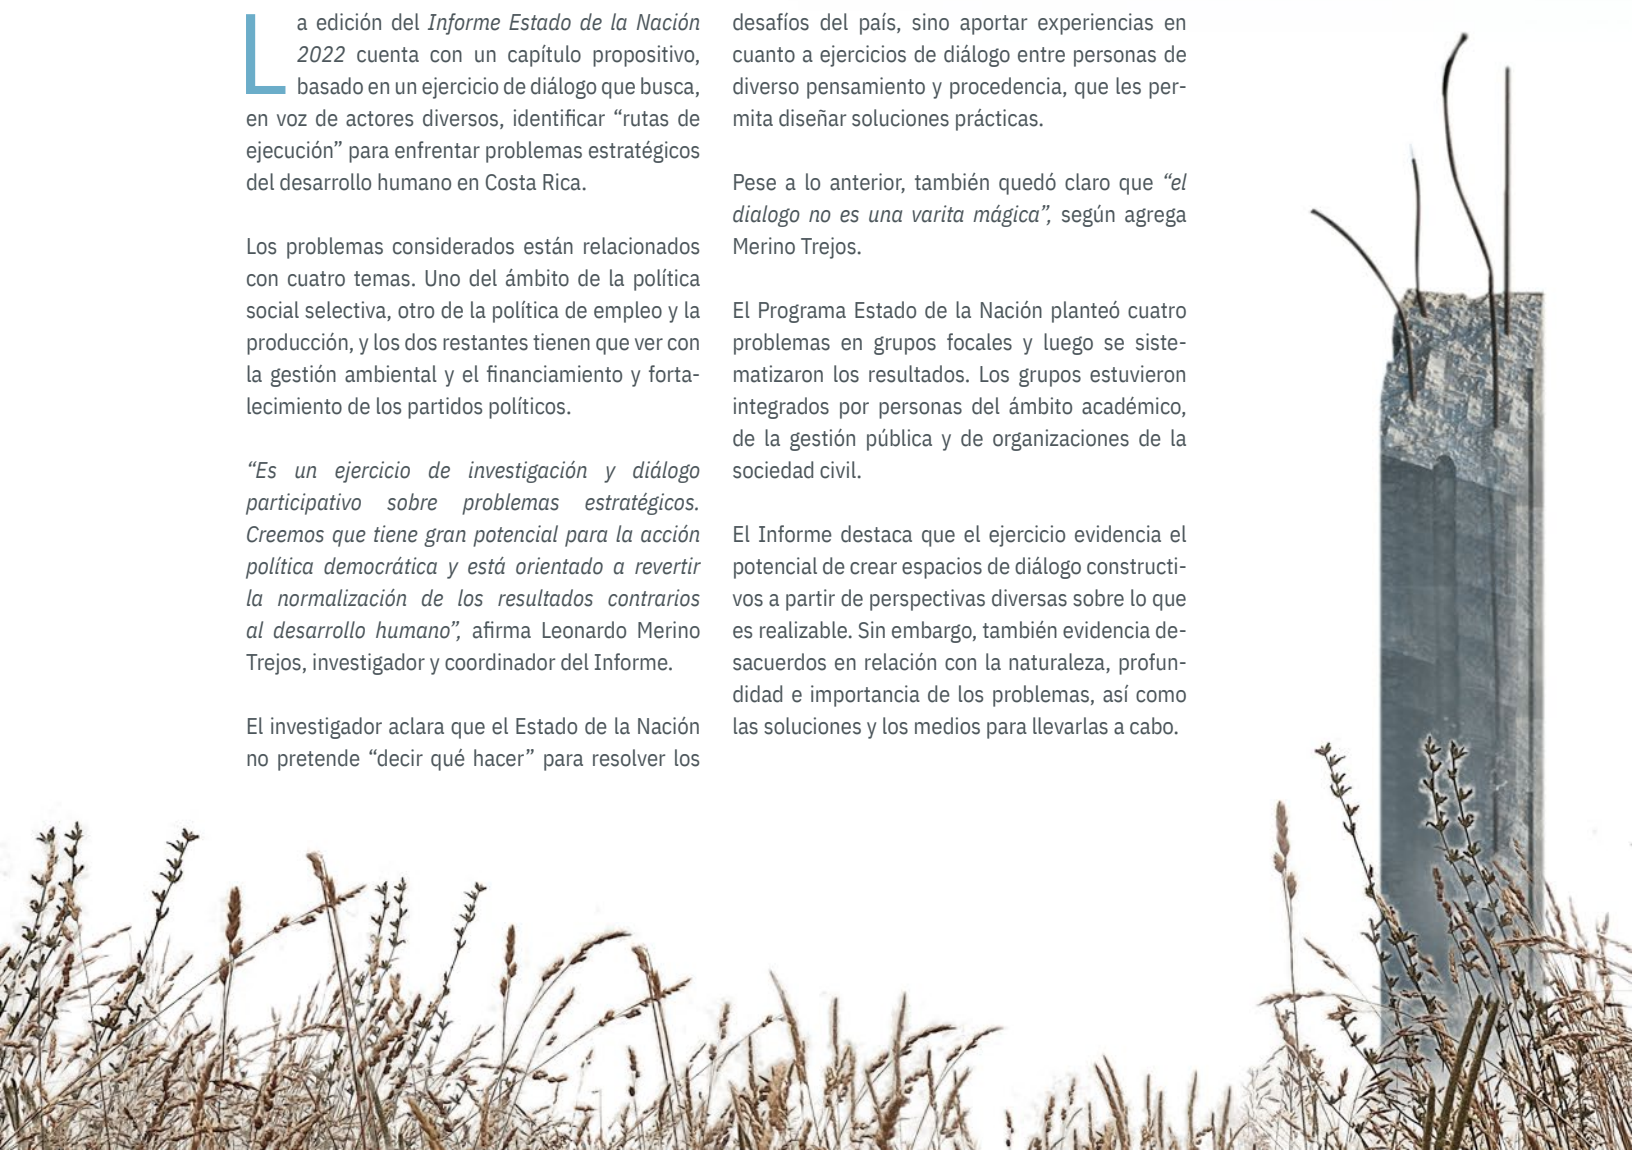 La edición del Informe Estado de la Nación
2022 cuenta con un capítulo propositivo,
basado en un ejercicio de diálogo que busca,
en voz de actores diversos, identificar “rutas de
ejecución” para enfrentar problemas estratégicos
del desarrollo humano en Costa Rica.
Los problemas considerados están relacionados
con cuatro temas. Uno del ámbito de la política
social selectiva, otro de la política de empleo y la
producción, y los dos restantes tienen que ver con
la gestión ambiental y el financiamiento y forta-
lecimiento de los partidos políticos.
“Es un ejercicio de investigación y diálogo
participativo sobre problemas estratégicos.
Creemos que tiene gran potencial para la acción
política democrática y está orientado a revertir
la normalización de los resultados contrarios
al desarrollo humano”, afirma Leonardo Merino
Trejos, investigador y coordinador del Informe.
El investigador aclara que el Estado de la Nación
no pretende “decir qué hacer” para resolver los
desafíos del país, sino aportar experiencias en
cuanto a ejercicios de diálogo entre personas de
diverso pensamiento y procedencia, que les per-
mita diseñar soluciones prácticas.
Pese a lo anterior, también quedó claro que “el
dialogo no es una varita mágica”, según agrega
Merino Trejos.
El Programa Estado de la Nación planteó cuatro
problemas en grupos focales y luego se siste-
matizaron los resultados. Los grupos estuvieron
integrados por personas del ámbito académico,
de la gestión pública y de organizaciones de la
sociedad civil.
El Informe destaca que el ejercicio evidencia el
potencial de crear espacios de diálogo constructi-
vos a partir de perspectivas diversas sobre lo que
es realizable. Sin embargo, también evidencia de-
sacuerdos en relación con la naturaleza, profun-
didad e importancia de los problemas, así como
las soluciones y los medios para llevarlas a cabo.